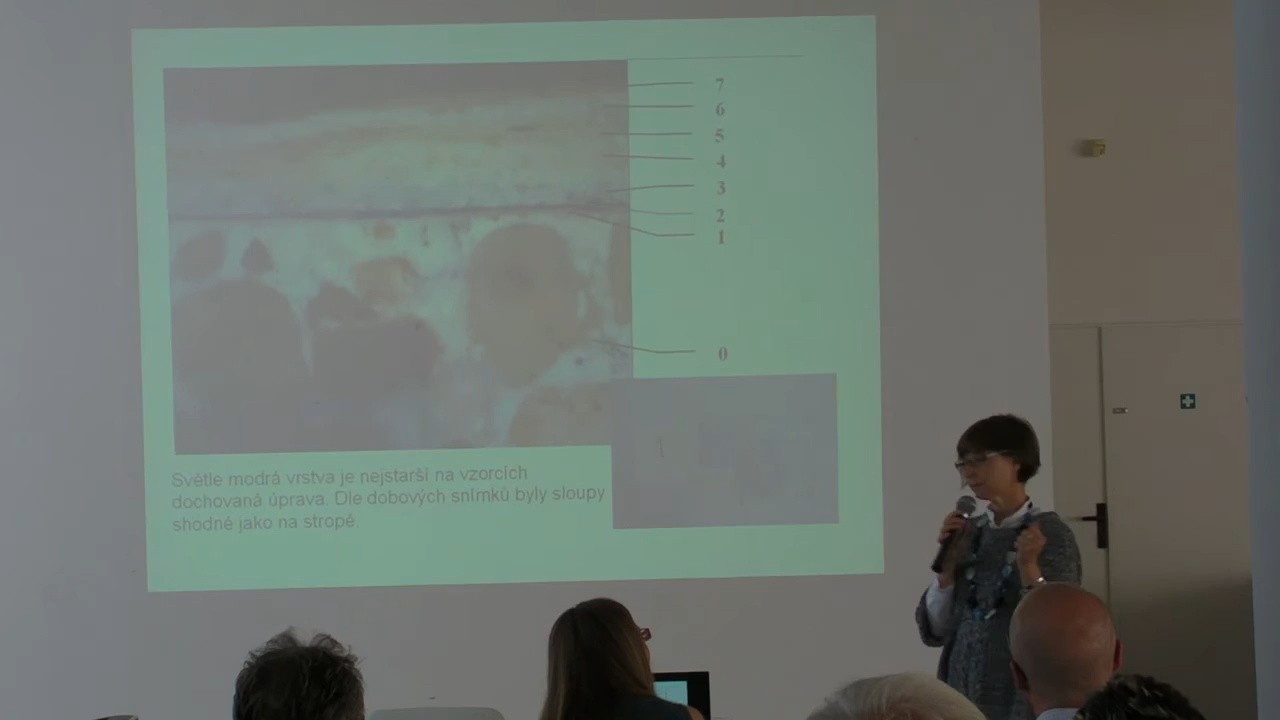 7
6
5
4
3
2
1
0
Světle modrá vrstva je nejstarší na vzorcích
dochovaná úprava. Dle dobových snímků byly sloupy
shodné jako na stropě